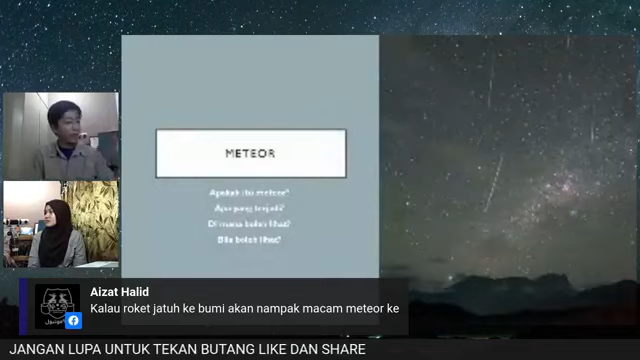 METEOR
Apakah itu meteor?
Apa yang terjadi?
Di mana boleh lihat?
Bila boleh lihat?
Aizat Halid
Kalau roket jatuh ke bumi akan nampak macam meteor ke
JANGAN LUPA UNTUK TEKAN BUTANG LIKE DAN SHARE